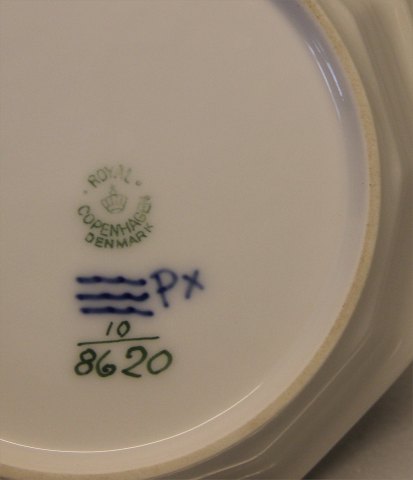 ROYAL
COPENHAGEN
DENMARK
PX
10
8620